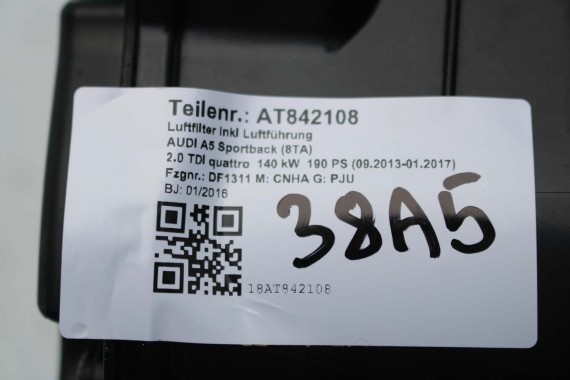 Teilenr.: AT842108
Luftfilter inkl Luftführung
AUDI A5 Sportback (8TA)
2.0 TDI quattro 140 kW 190 PS (09.2013-01.2017)
Fzgnr.: DF1311 M: CNHA G: PJU
BJ: 01/2016
38A5
18AT842108